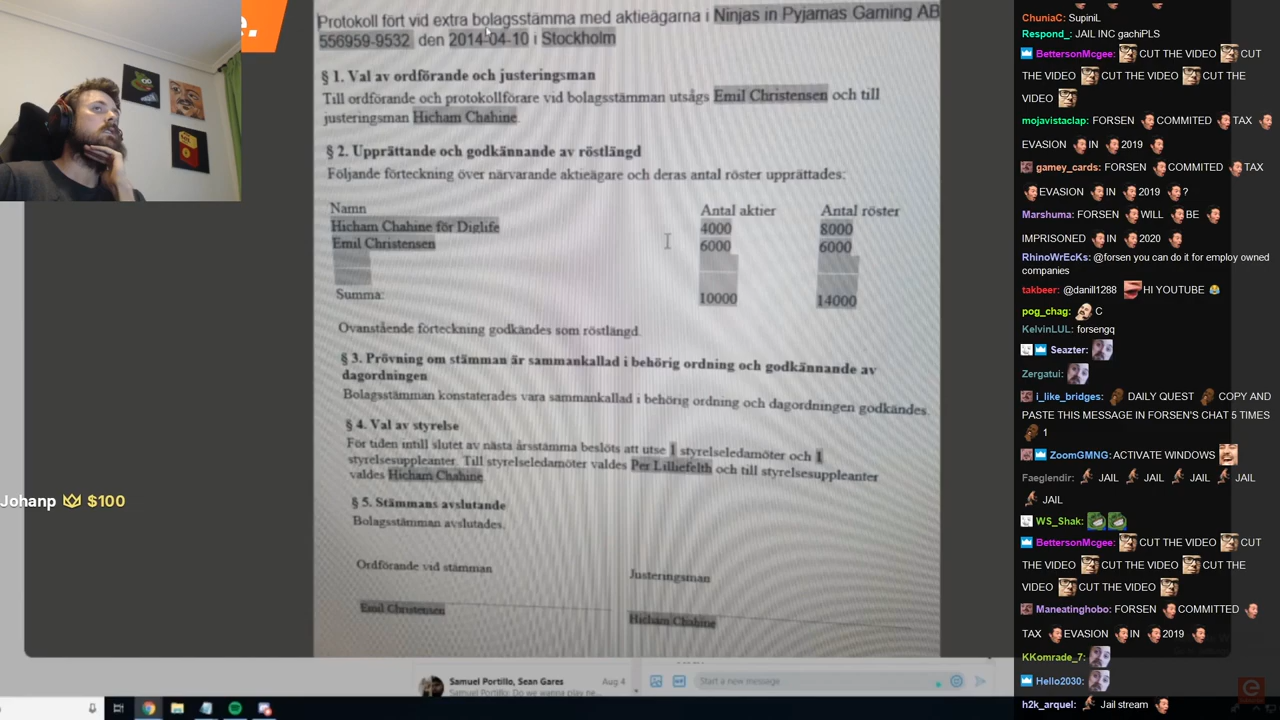 e.
Protokoll fört vid extra bolagsstämma med aktieägarna i Ninjas in Pyjamas Gaming AB
556959-9532 den 2014-04-10 i Stockholm
§ 1. Val av ordförande och justeringsman
Till ordförande och protokollförare vid bolagsstämman utsågs Emil Christensen och till
justeringsman Hicham Chahine.
§ 2. Upprättande och godkännande av röstlängd
Följande förteckning över närvarande aktieägare och deras antal röster upprättades:
Namn Antal aktier Antal röster
Hicham Chahine för Diglife 4000 8000
Emil Christensen 6000 6000
Summa: 10000 14000
Ovanstående förteckning godkändes som röstlängd.
§ 3. Prövning om stämman är sammankallad i behörig ordning och godkännande av
dagordningen
Bolagsstämman konstaterades vara sammankallad i behörig ordning och dagordningen godkändes.
§ 4. Val av styrelse
För tiden intill slutet av nästa årsstämma beslöts att utse 1 styrelseledamöter och 1
styrelsesuppleanter. Till styrelseledamöter valdes Per Lilliefelth och till styrelsesuppleanter
valdes Hicham Chahine.
§ 5. Stämmans avslutande
Bolagsstämman avslutades.
Ordförande vid stämman
Justeringsman
Emil Christensen
Hicham Chahine
Johanp $100
Samuel Portillo, Sean Gares Aug 4
Samuel Portillo: Do we wanna play ne
Start a new message
ChuniaC: SupiniL
Respond_: JAIL INC gachiPLS
BettersonMcgee: CUT THE VIDEO CUT
THE VIDEO CUT THE VIDEO CUT THE
VIDEO
mojavistaclap: FORSEN COMMITED TAX
EVASION IN 2019
gamey_cards: FORSEN COMMITED TAX
EVASION IN 2019 ?
Marshuma: FORSEN WILL BE
IMPRISONED IN 2020
RhinoWrEcKs: @forsen you can do it for employ owned
companies
takbeer: @danill1288 HI YOUTUBE
pog_chag: C
KelvinLUL: forsengq
Seazter:
Zergatui:
i_like_bridges: DAILY QUEST COPY AND
PASTE THIS MESSAGE IN FORSEN'S CHAT 5 TIMES
1
ZoomGMNG: ACTIVATE WINDOWS
Faeglendir: JAIL JAIL JAIL JAIL
JAIL
WS_Shak:
BettersonMcgee: CUT THE VIDEO CUT
THE VIDEO CUT THE VIDEO CUT THE
VIDEO CUT THE VIDEO
Maneatinghobo: FORSEN COMMITTED
TAX EVASION IN 2019
KKomrade_7:
Hello2030:
h2k_arquel: Jail stream